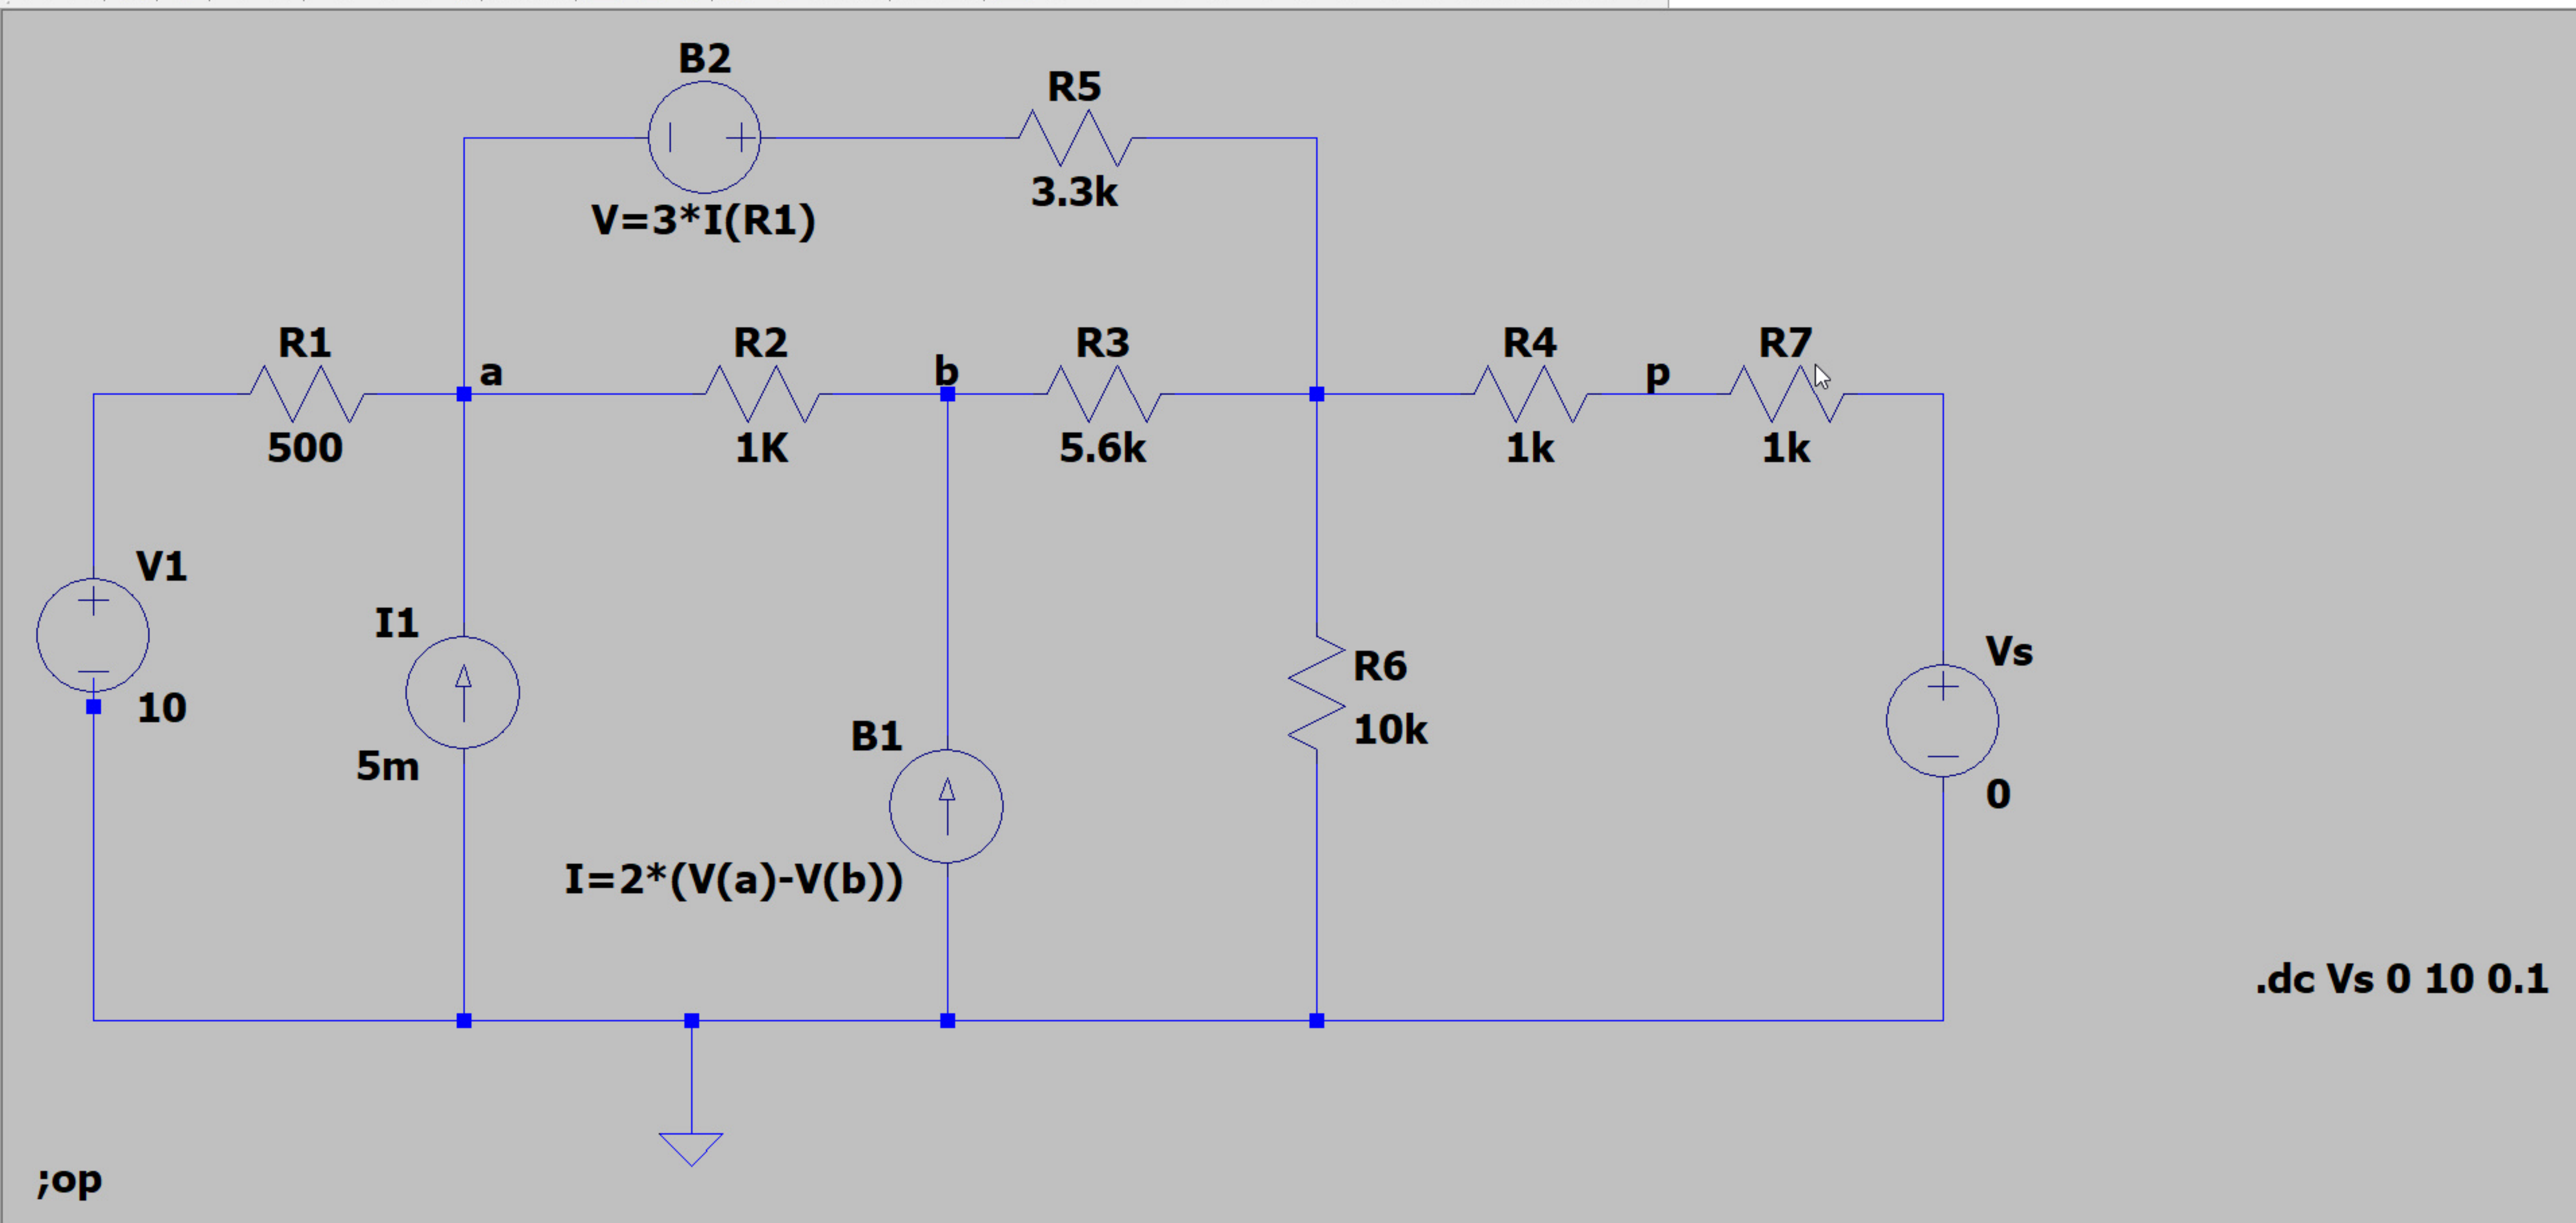 B2
R5
3.3k
V=3*I(R1)
R1
a
R2
b
R3
R4
p
R7
500
1K
5.6k
1k
1k
V1
10
I1
5m
B1
I=2*(V(a)-V(b))
R6
10k
Vs
0
.dc Vs 0 10 0.1
;op